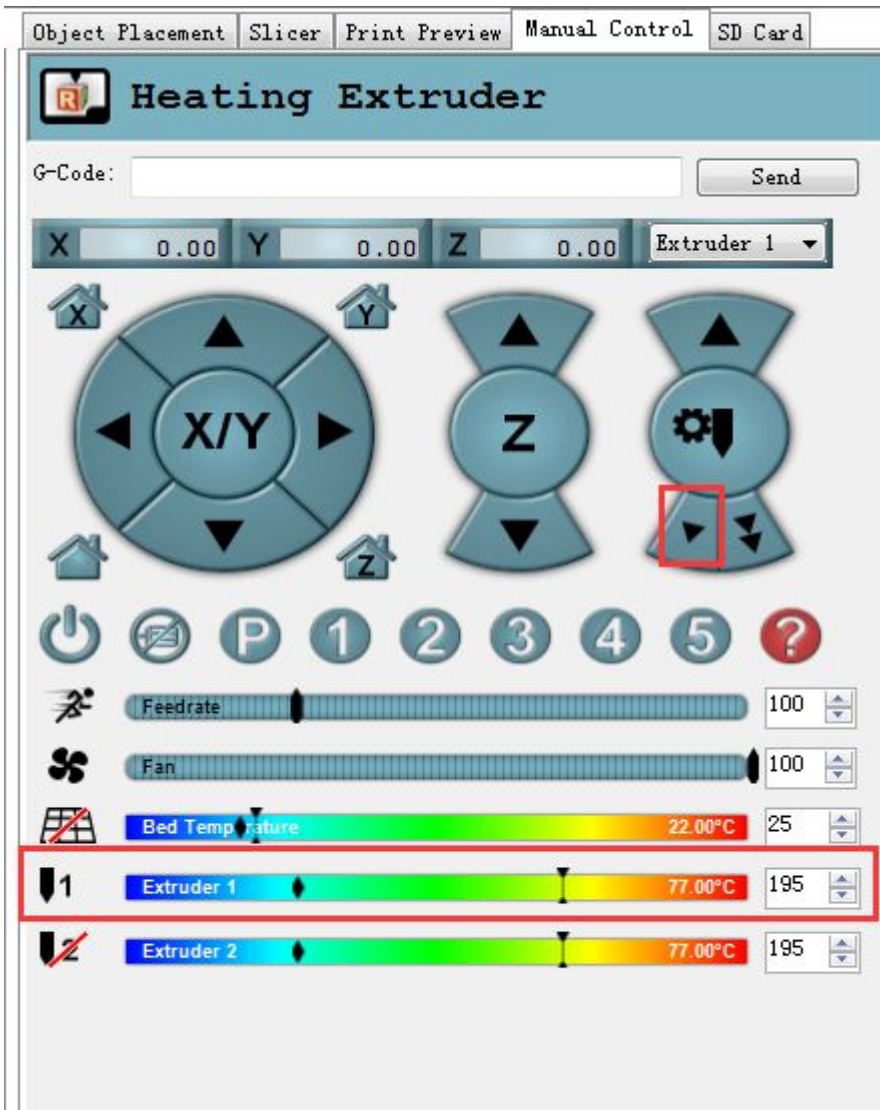 Object Placement Slicer Print Preview Manual Control SD Card
R Heating Extruder
G-Code: Send
X 0.00 Y 0.00 Z 0.00 Extruder 1
X Y
X/Y Z
Z
P 1 2 3 4 5 ?
Feedrate 100
Fan 100
Bed Temperature 22.00°C 25
1 Extruder 1 77.00°C 195
2 Extruder 2 77.00°C 195